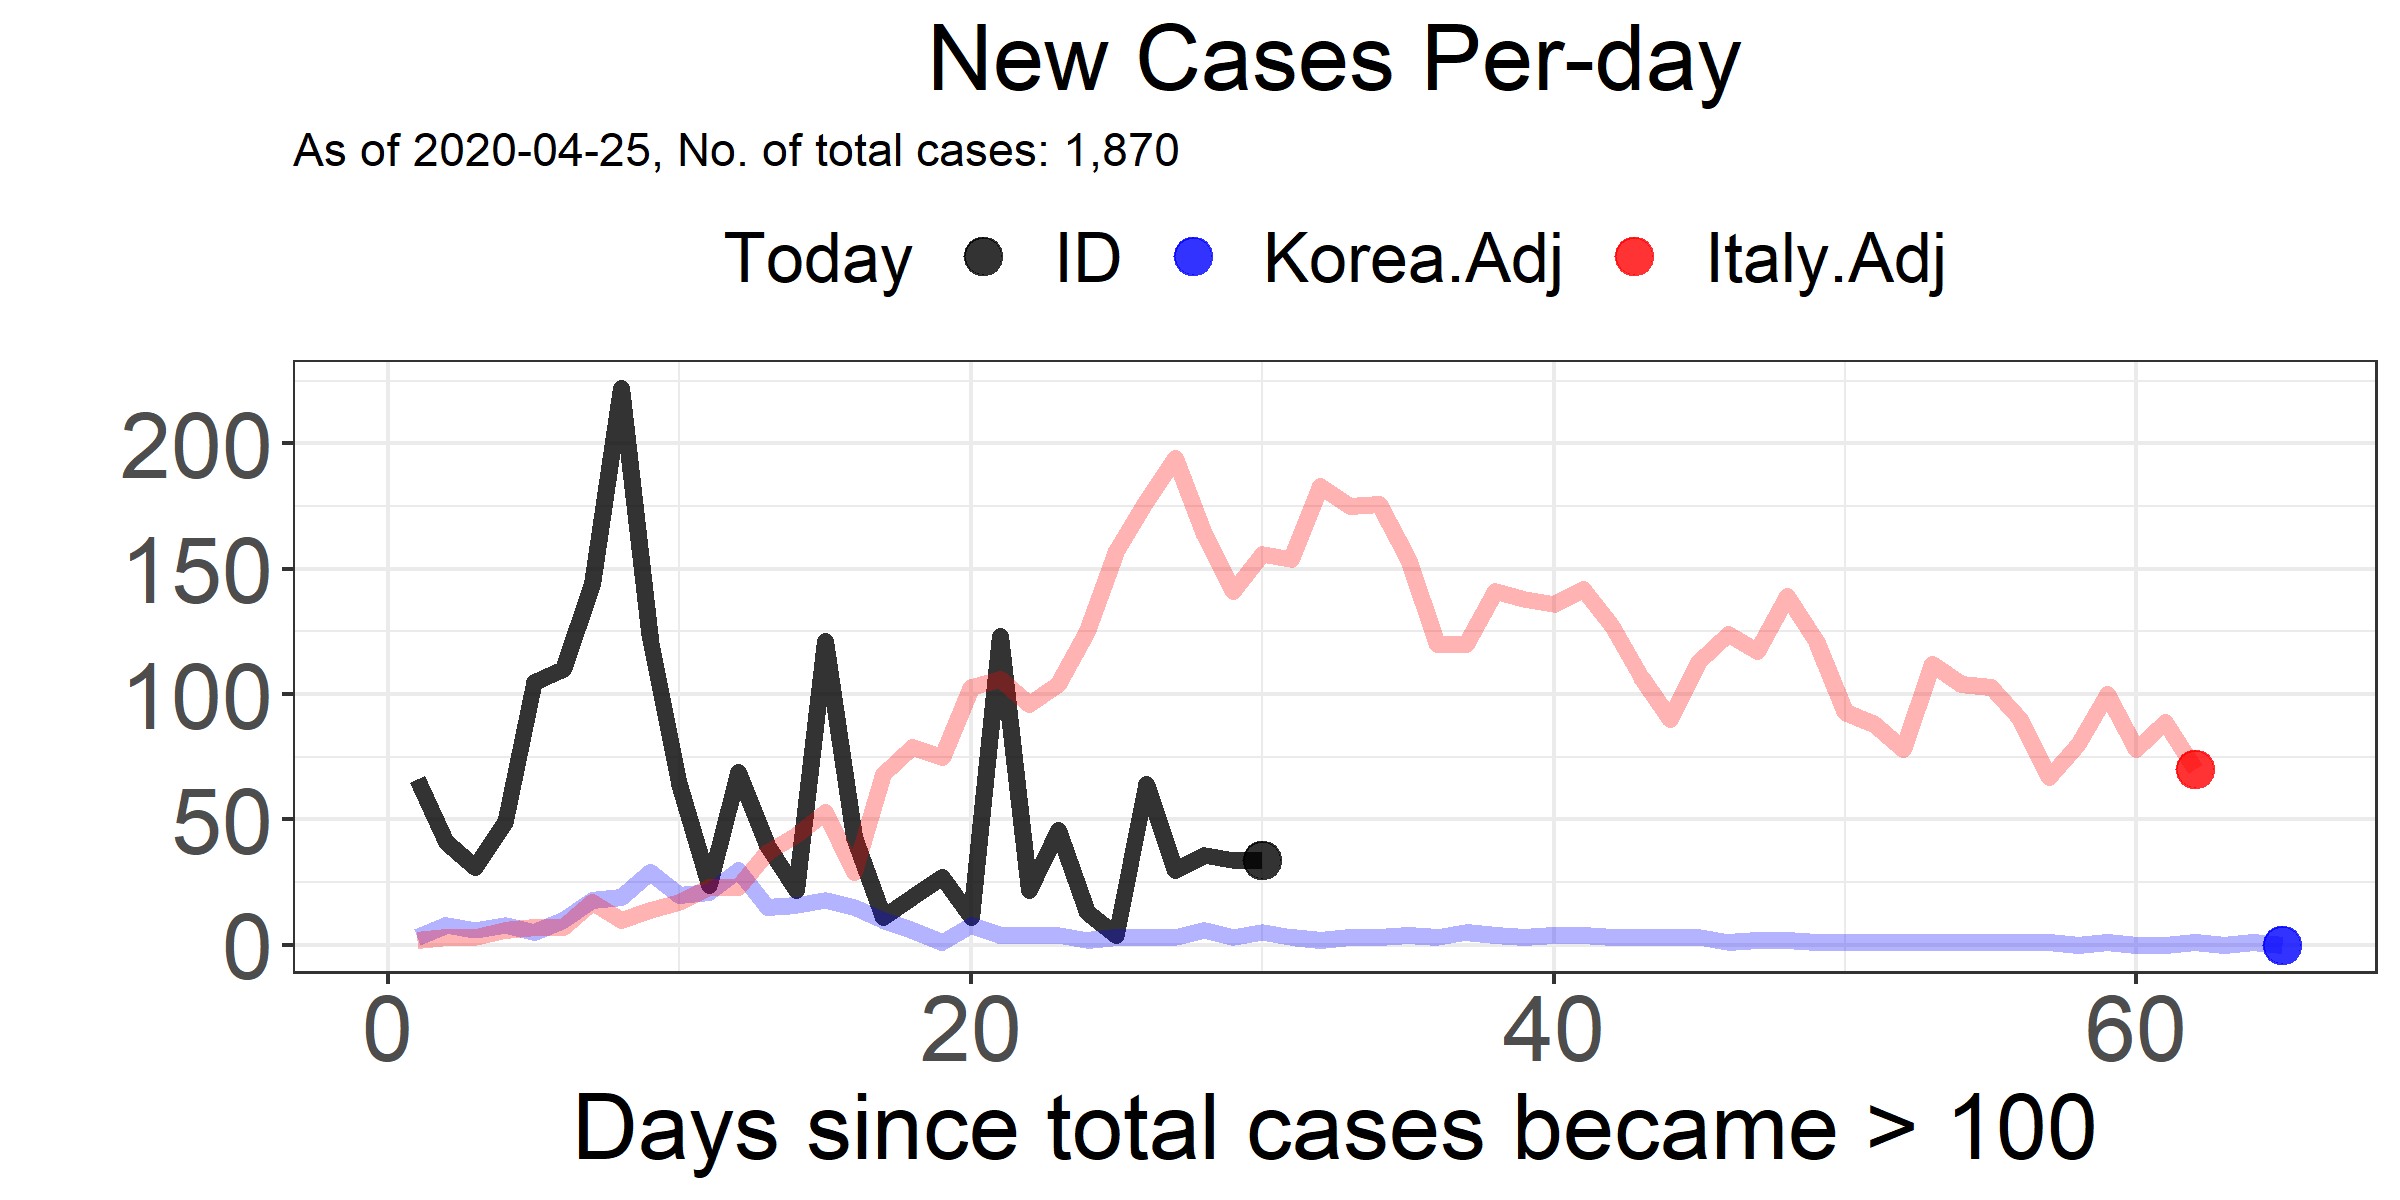 New Cases Per-day
As of 2020-04-25, No. of total cases: 1,870
Today ID Korea.Adj Italy.Adj
200
150
100
50
0
0 20 40 60
Days since total cases became > 100